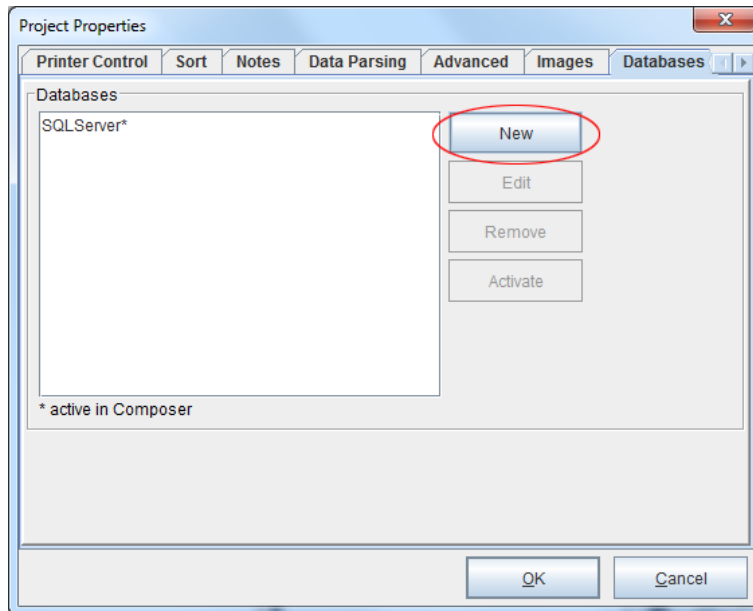 Project Properties
Printer Control Sort Notes Data Parsing Advanced Images Databases
Databases
SQLServer*
New
Edit
Remove
Activate
* active in Composer
OK Cancel